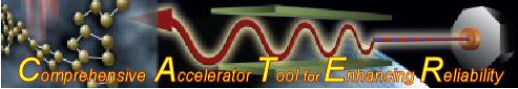 Comprehensive Accelerator Tool for Enhancing Reliability